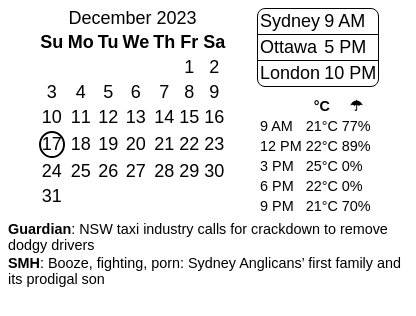 December 2023
Su Mo Tu We Th Fr Sa
1 2
3 4 5 6 7 8 9
10 11 12 13 14 15 16
17 18 19 20 21 22 23
24 25 26 27 28 29 30
31
Sydney 9 AM
Ottawa 5 PM
London 10 PM
°C ☂
9 AM 21°C 77%
12 PM 22°C 89%
3 PM 25°C 0%
6 PM 22°C 0%
9 PM 21°C 70%
Guardian: NSW taxi industry calls for crackdown to remove
dodgy drivers
SMH: Booze, fighting, porn: Sydney Anglicans’ first family and
its prodigal son